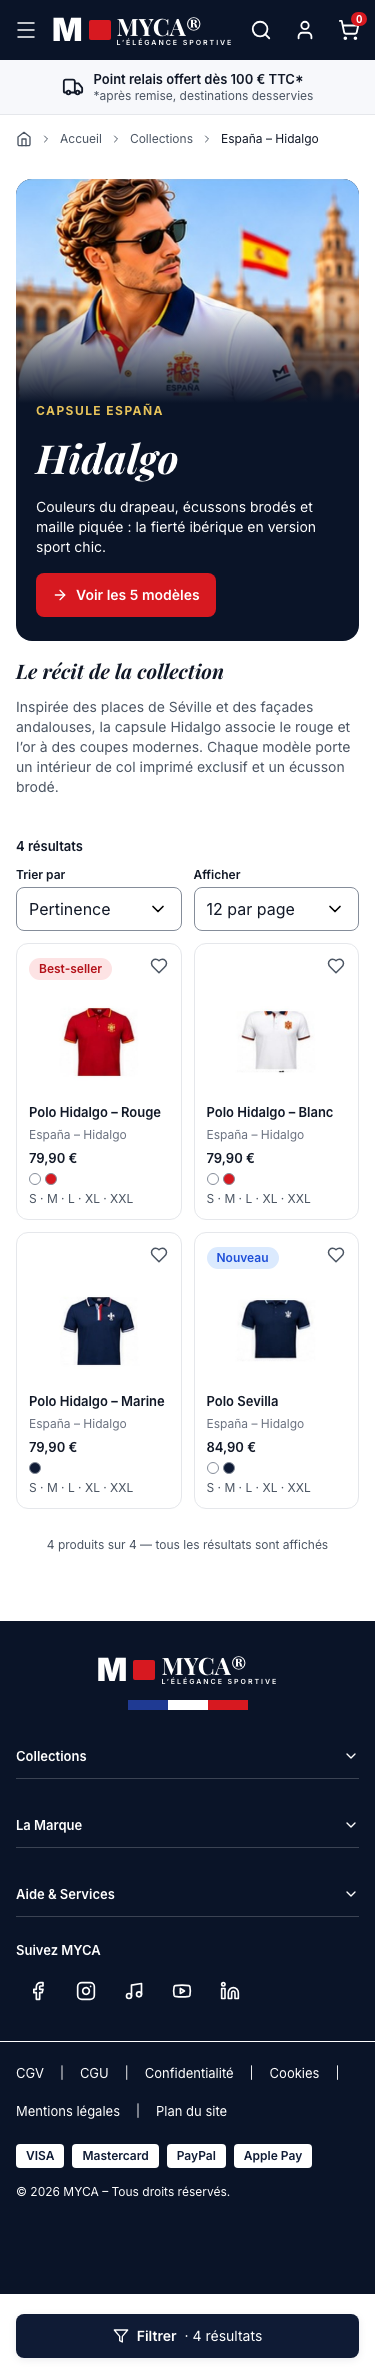 M MYCA®
L'ÉLÉGANCE SPORTIVE
0
Point relais offert dès 100 € TTC*
*après remise, destinations desservies
Accueil > Collections > España – Hidalgo
ESPAÑA
M
CAPSULE ESPAÑA
Hidalgo
Couleurs du drapeau, écussons brodés et
maille piquée : la fierté ibérique en version
sport chic.
→ Voir les 5 modèles
Le récit de la collection
Inspirée des places de Séville et des façades
andalouses, la capsule Hidalgo associe le rouge et
l’or à des coupes modernes. Chaque modèle porte
un intérieur de col imprimé exclusif et un écusson
brodé.
4 résultats
Trier par
Pertinence
Afficher
12 par page
Best-seller
Polo Hidalgo – Rouge
España – Hidalgo
79,90 €
S · M · L · XL · XXL
Polo Hidalgo – Blanc
España – Hidalgo
79,90 €
S · M · L · XL · XXL
Polo Hidalgo – Marine
España – Hidalgo
79,90 €
S · M · L · XL · XXL
Nouveau
Polo Sevilla
España – Hidalgo
84,90 €
S · M · L · XL · XXL
4 produits sur 4 — tous les résultats sont affichés
M MYCA®
L'ÉLÉGANCE SPORTIVE
Collections
La Marque
Aide & Services
Suivez MYCA
CGV | CGU | Confidentialité | Cookies |
Mentions légales | Plan du site
VISA Mastercard PayPal Apple Pay
© 2026 MYCA – Tous droits réservés.
Filtrer · 4 résultats